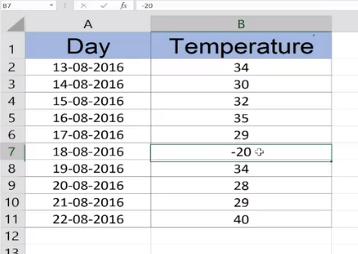 B7 fx -20
A B
1 Day Temperature
2 13-08-2016 34
3 14-08-2016 30
4 15-08-2016 32
5 16-08-2016 35
6 17-08-2016 29
7 18-08-2016 -20
8 19-08-2016 34
9 20-08-2016 28
10 21-08-2016 29
11 22-08-2016 40
12
13